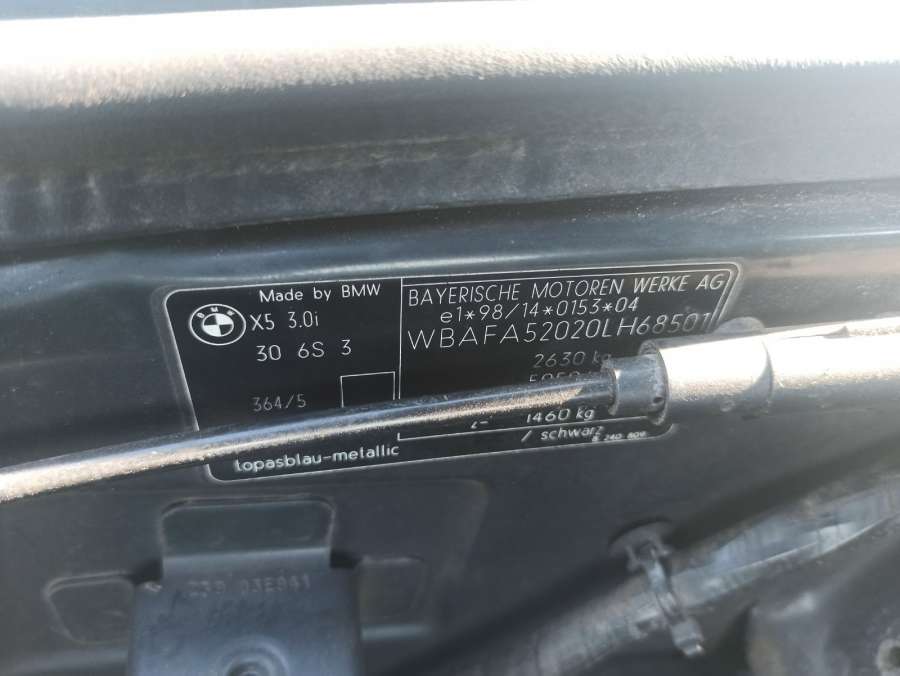 Made by BMW
BMW
X5 3.0i
30 6S 3
364/5
BAYERISCHE MOTOREN WERKE AG
e1*98/14*0153*04
WBAFA52020LH68501
2630 kg
1460 kg
topasblau-metallic
/ schwarz